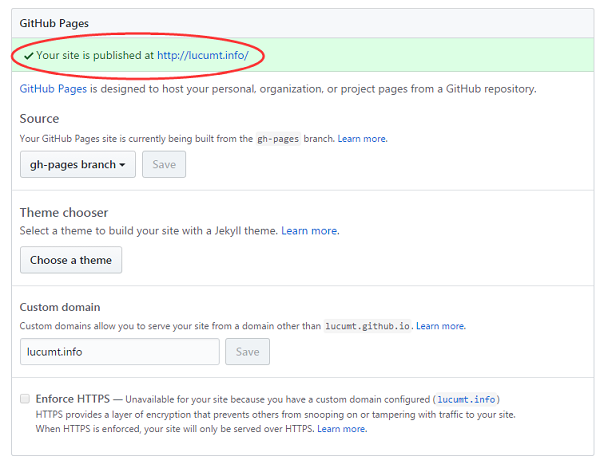 GitHub Pages
✓ Your site is published at http://lucumt.info/
GitHub Pages is designed to host your personal, organization, or project pages from a GitHub repository.
Source
Your GitHub Pages site is currently being built from the gh-pages branch. Learn more.
gh-pages branch Save
Theme chooser
Select a theme to build your site with a Jekyll theme. Learn more.
Choose a theme
Custom domain
Custom domains allow you to serve your site from a domain other than lucumt.github.io. Learn more.
lucumt.info Save
Enforce HTTPS — Unavailable for your site because you have a custom domain configured (lucumt.info)
HTTPS provides a layer of encryption that prevents others from snooping on or tampering with traffic to your site.
When HTTPS is enforced, your site will only be served over HTTPS. Learn more.